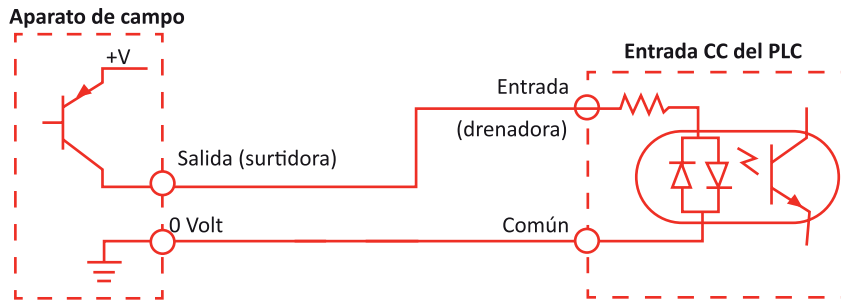 Aparato de campo
+V
Entrada CC del PLC
Entrada
(drenadora)
Salida (surtidora)
0 Volt
Común